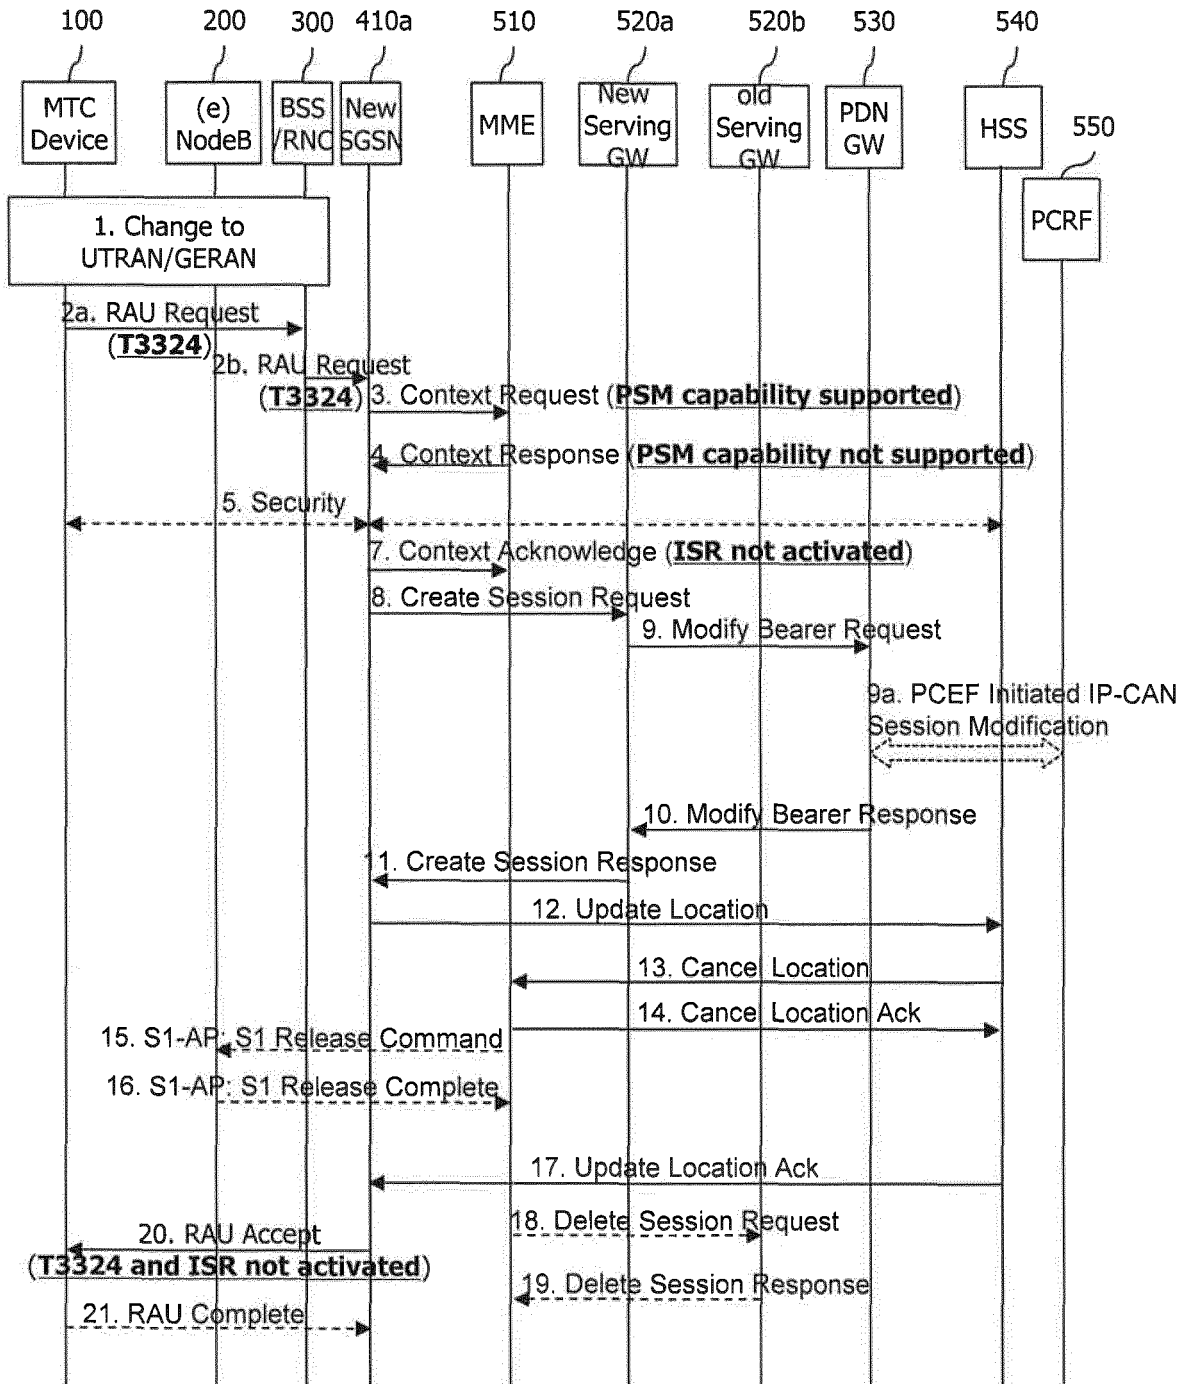 100 200 300 410a 510 520a 520b 530 540
MTC
Device
(e)
NodeB
BSS
/RNC
New
SGSN
MME
New
Serving
GW
old
Serving
GW
PDN
GW
HSS
550
PCRF
1. Change to
UTRAN/GERAN
2a. RAU Request
(T3324)
2b. RAU Request
(T3324)
3. Context Request (PSM capability supported)
4. Context Response (PSM capability not supported)
5. Security
7. Context Acknowledge (ISR not activated)
8. Create Session Request
9. Modify Bearer Request
9a. PCEF Initiated IP-CAN
Session Modification
10. Modify Bearer Response
11. Create Session Response
12. Update Location
13. Cancel Location
14. Cancel Location Ack
15. S1-AP: S1 Release Command
16. S1-AP: S1 Release Complete
17. Update Location Ack
18. Delete Session Request
20. RAU Accept
(T3324 and ISR not activated)
19. Delete Session Response
21. RAU Complete